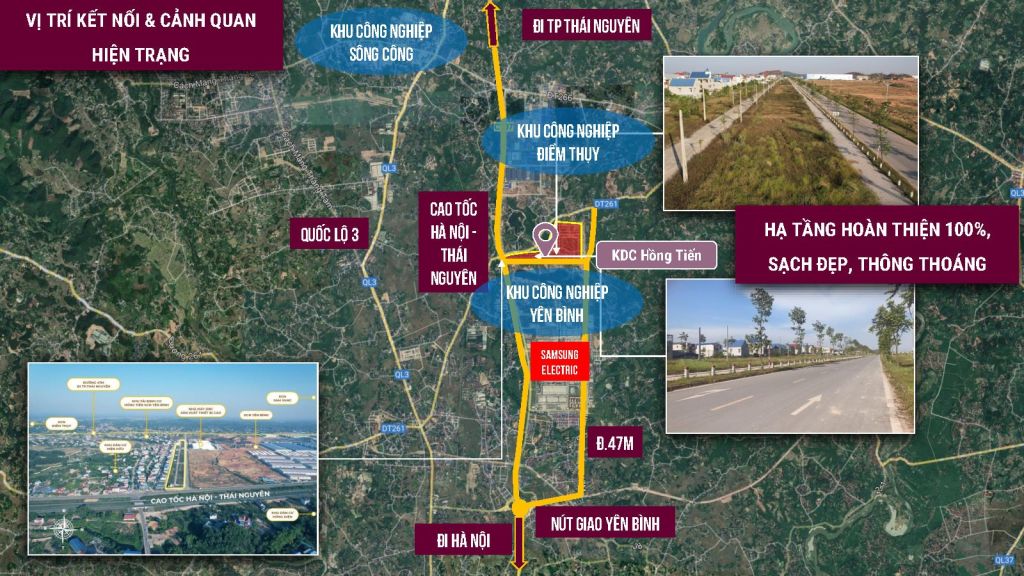 VỊ TRÍ KẾT NỐI & CẢNH QUAN
HIỆN TRẠNG
KHU CÔNG NGHIỆP
SÔNG CÔNG
ĐI TP THÁI NGUYÊN
KHU CÔNG NGHIỆP
ĐIỀM THỤY
QL3
DT261
QUỐC LỘ 3
CAO TỐC
HÀ NỘI -
THÁI
NGUYÊN
KDC Hồng Tiến
HẠ TẦNG HOÀN THIỆN 100%,
SẠCH ĐẸP, THÔNG THOÁNG
QL3
KHU CÔNG NGHIỆP
YÊN BÌNH
SAMSUNG
ELECTRIC
QL3
DT261
Đ.47M
CAO TỐC HÀ NỘI - THÁI NGUYÊN
NÚT GIAO YÊN BÌNH
ĐI HÀ NỘI
QL37